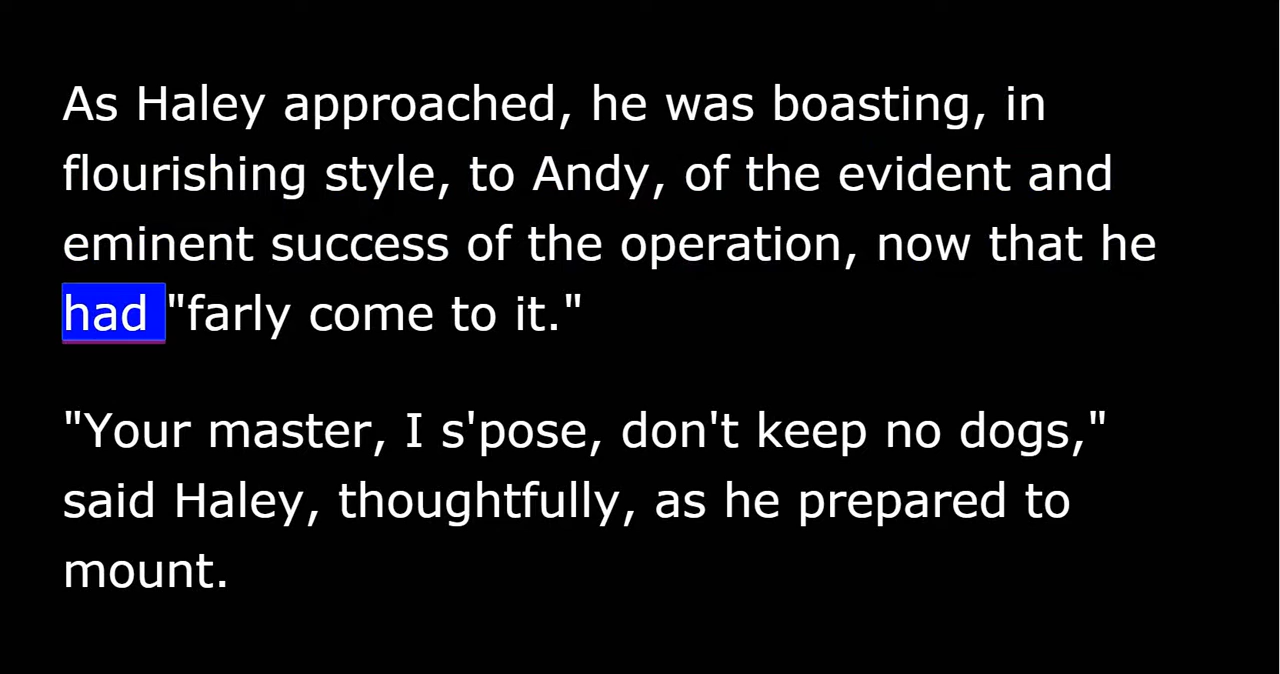 As Haley approached, he was boasting, in
flourishing style, to Andy, of the evident and
eminent success of the operation, now that he
had "farly come to it."
"Your master, I s'pose, don't keep no dogs,"
said Haley, thoughtfully, as he prepared to
mount.